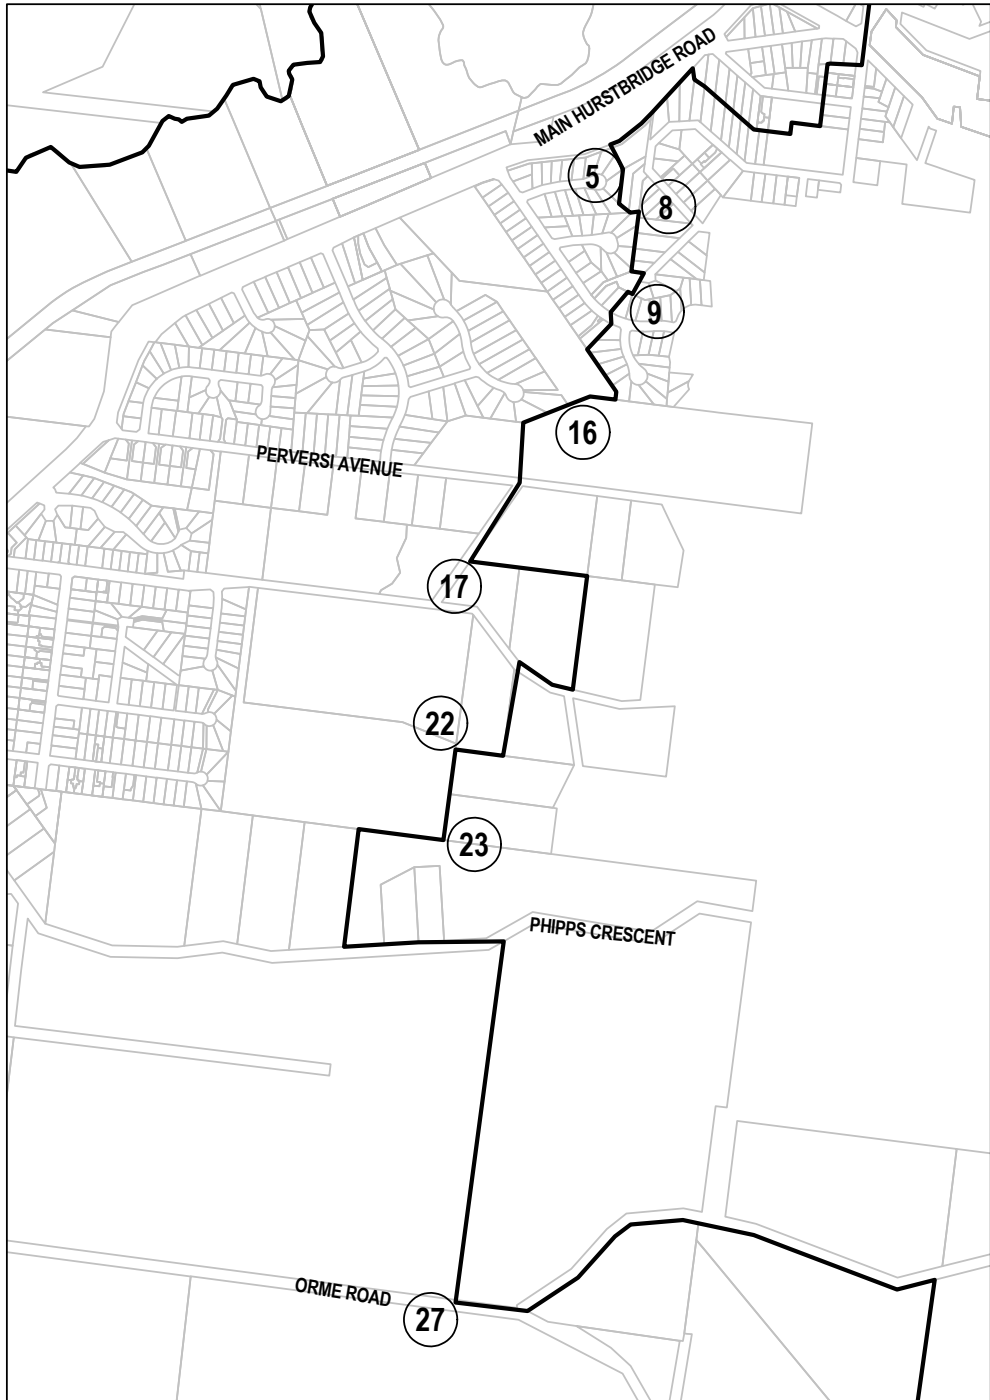 MAIN HURSTBRIDGE ROAD
5
8
9
16
PERVERSI AVENUE
17
22
23
PHIPPS CRESCENT
ORME ROAD
27